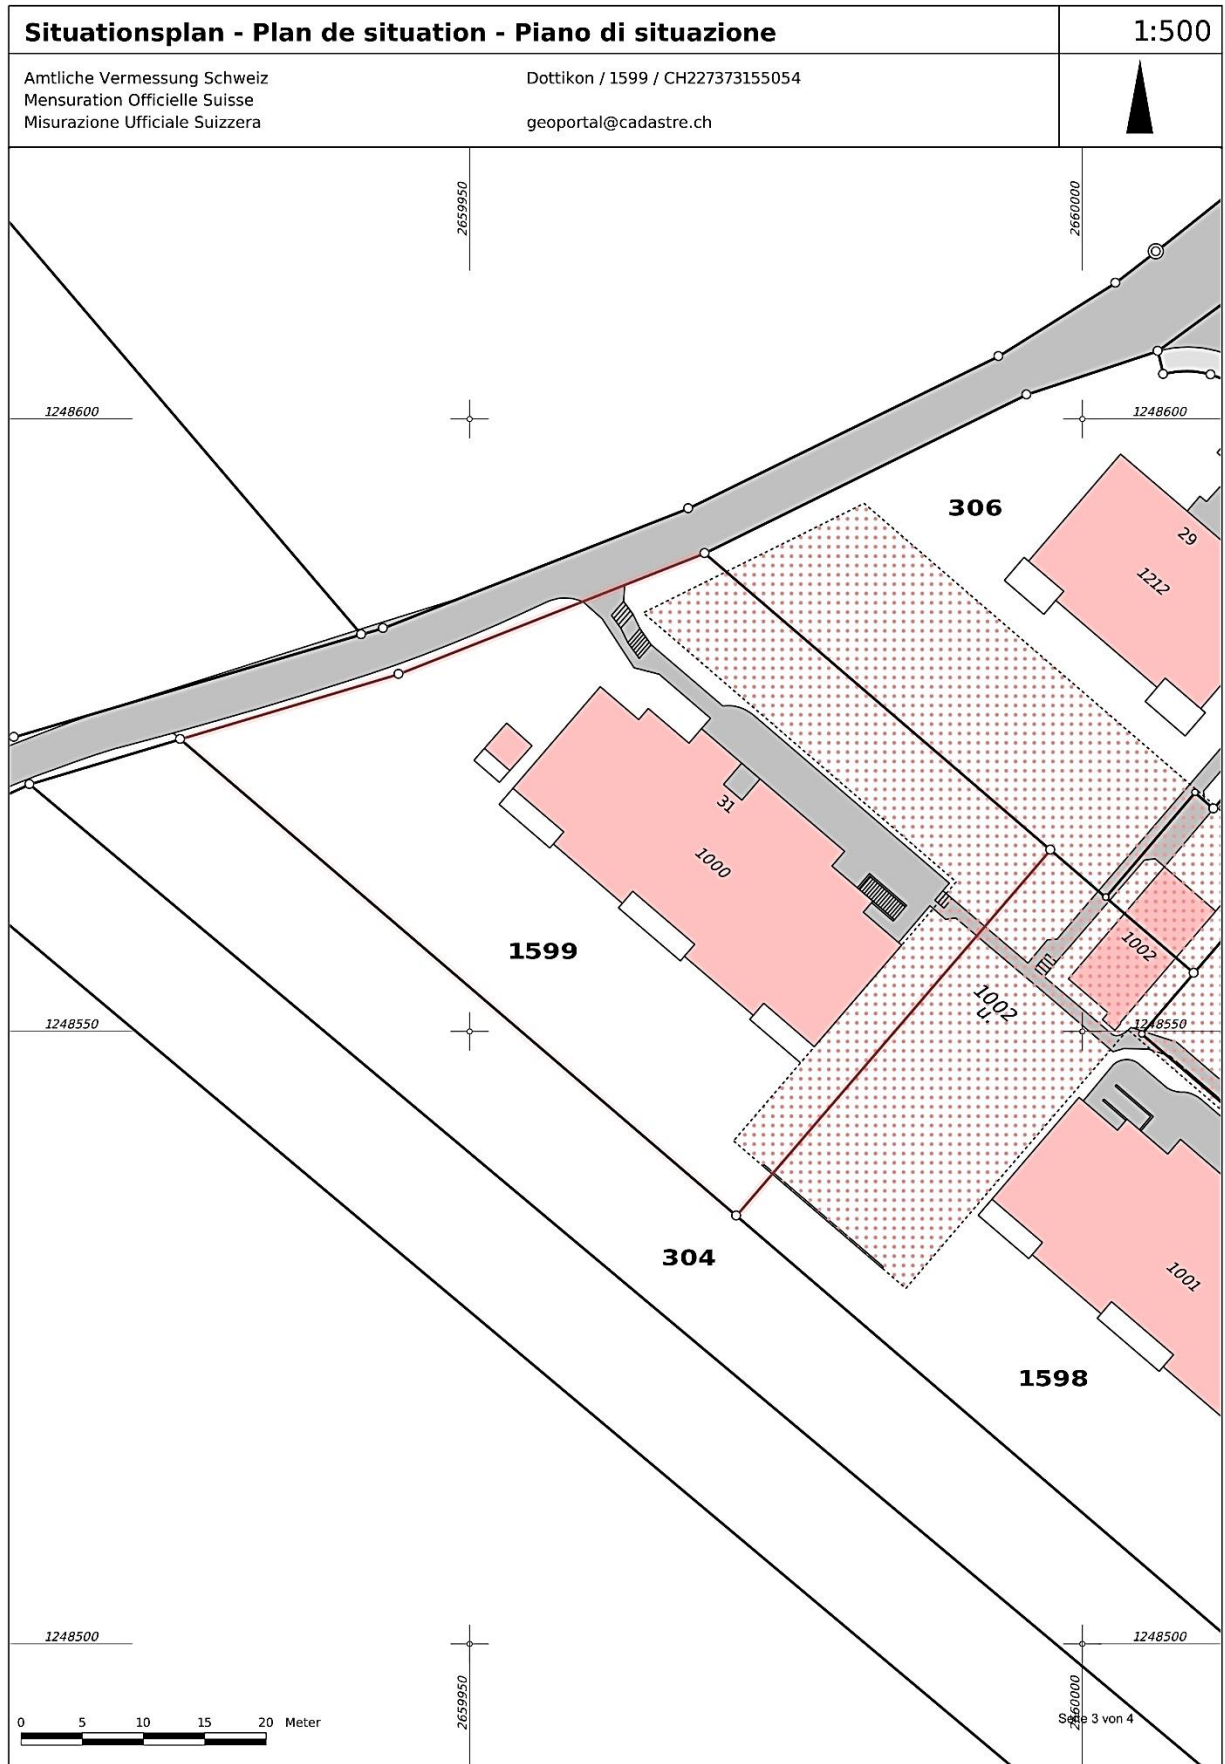 Situationsplan - Plan de situation - Piano di situazione
1:500
Amtliche Vermessung Schweiz
Mensuration Officielle Suisse
Misurazione Ufficiale Suizzera
Dottikon / 1599 / CH227373155054
geoportal@cadastre.ch
2659950
2660000
1248600
1248600
306
29
1212
31
1000
1599
1002
1002
u.
1248550
1248550
304
1001
1598
1248500
1248500
2659950
2660000
0 5 10 15 20 Meter
Seite 3 von 4